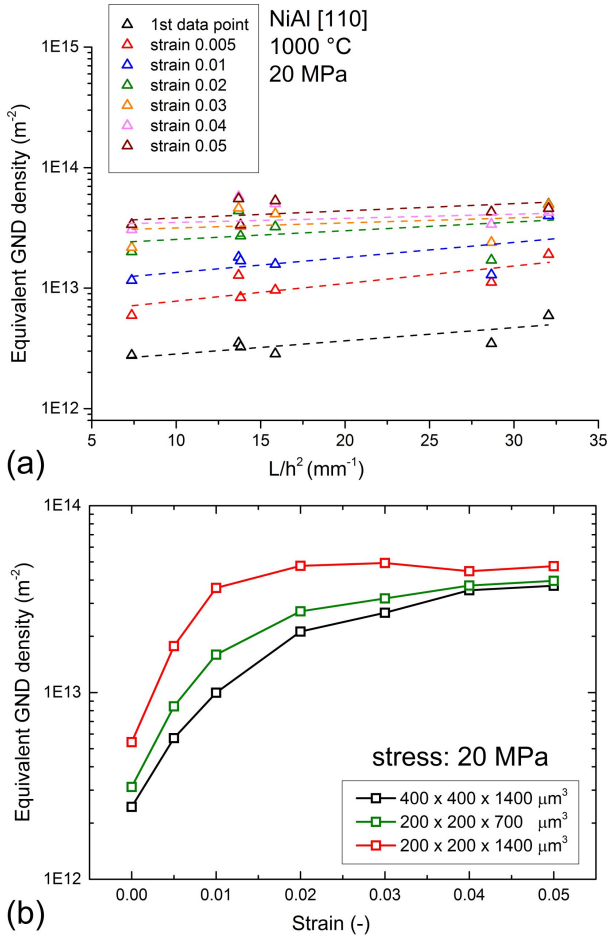 1E15
1E14
1E13
1E12
Equivalent GND density (m-2)
1st data point
strain 0.005
strain 0.01
strain 0.02
strain 0.03
strain 0.04
strain 0.05
NiAl [110]
1000 °C
20 MPa
5 10 15 20 25 30 35
L/h2 (mm-1)
(a)
1E14
1E13
1E12
Equivalent GND density (m-2)
stress: 20 MPa
400 x 400 x 1400 μm3
200 x 200 x 700 μm3
200 x 200 x 1400 μm3
0.00 0.01 0.02 0.03 0.04 0.05
Strain (-)
(b)